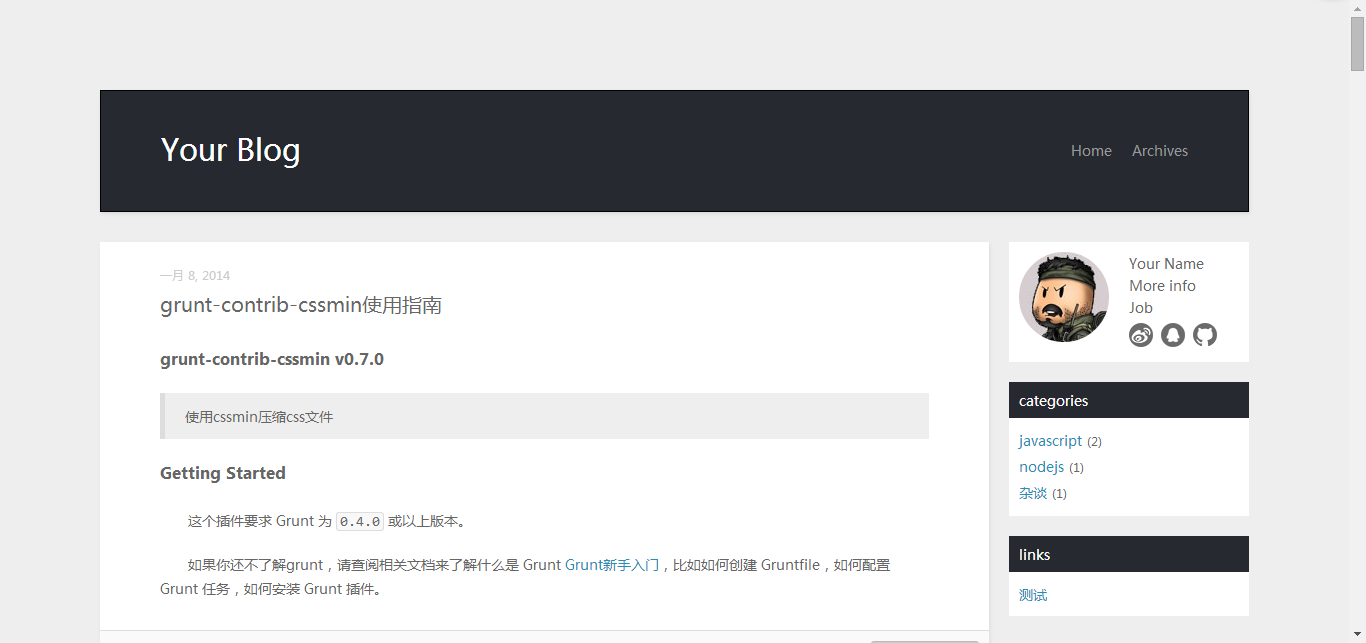 Your Blog
Home Archives
一月 8, 2014
grunt-contrib-cssmin使用指南
grunt-contrib-cssmin v0.7.0
使用cssmin压缩css文件
Getting Started
这个插件要求 Grunt 为 0.4.0 或以上版本。
如果你还不了解grunt，请查阅相关文档来了解什么是 Grunt Grunt新手入门，比如如何创建 Gruntfile，如何配置
Grunt 任务，如何安装 Grunt 插件。
Your Name
More info
Job
categories
javascript (2)
nodejs (1)
杂谈 (1)
links
测试